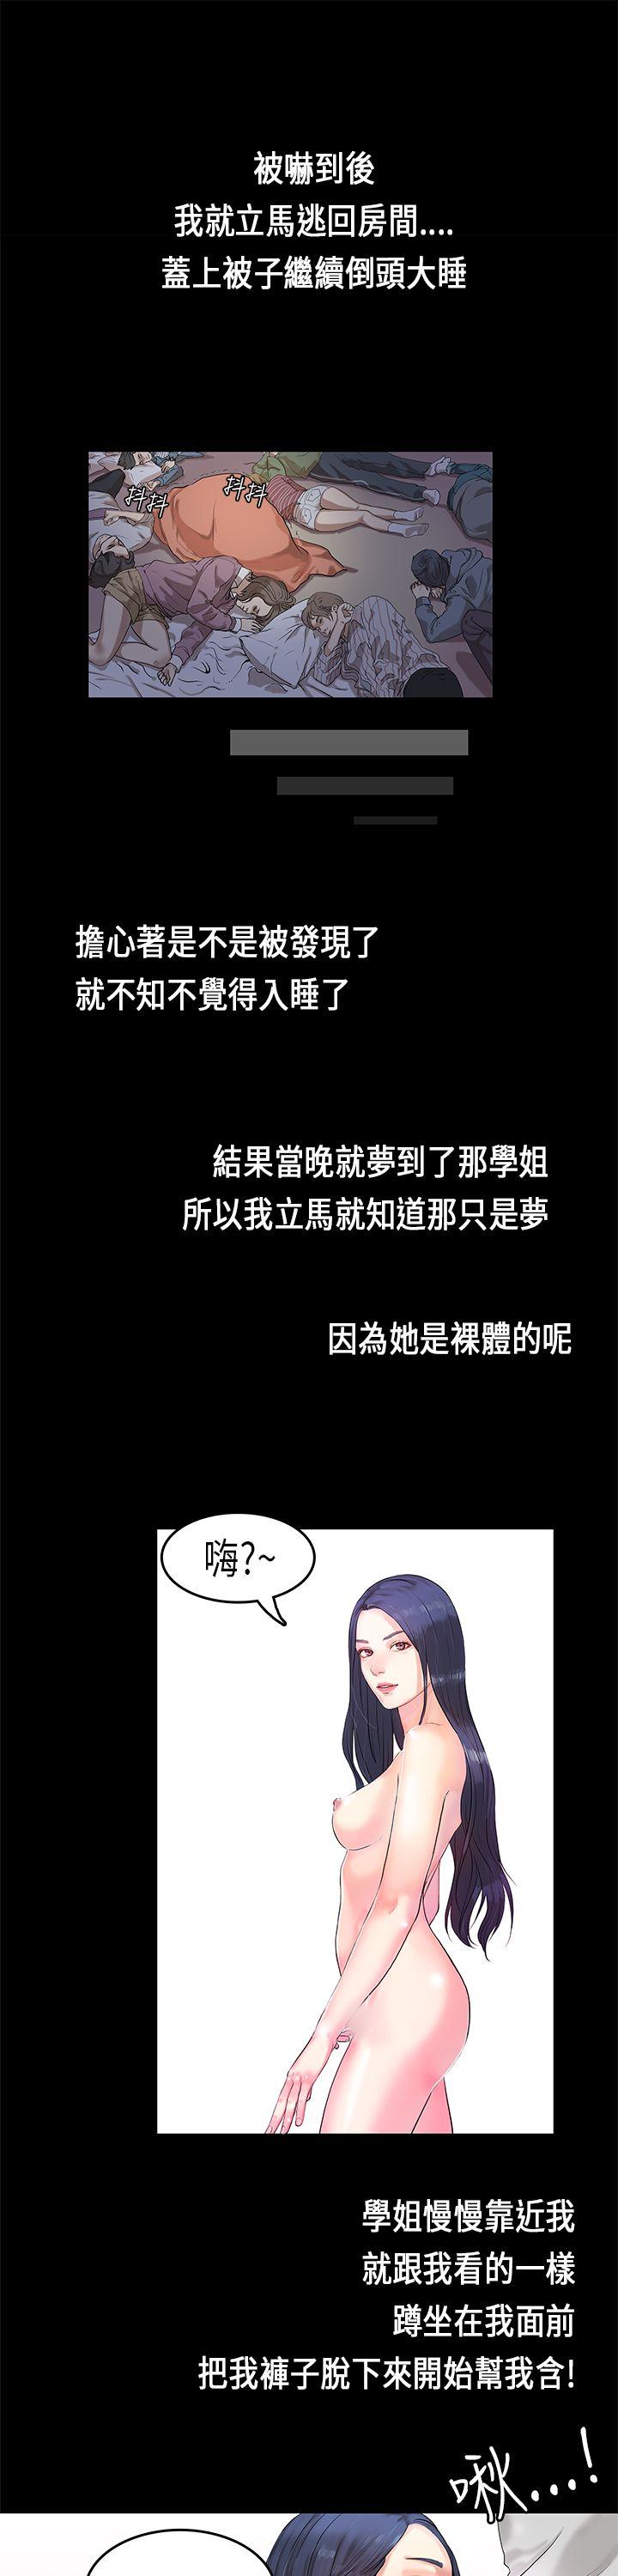 被嚇到後
我就立馬逃回房間....
蓋上被子繼續倒頭大睡
抖抖
抖抖
擔心著是不是被發現了
就不知不覺得入睡了
結果當晚就夢到了那學姐
所以我立馬就知道那只是夢
因為她是裸體的呢
嗨?~
學姐慢慢靠近我
就跟我看的一樣
蹲坐在我面前
把我褲子脫下來開始幫我含!
啾...!